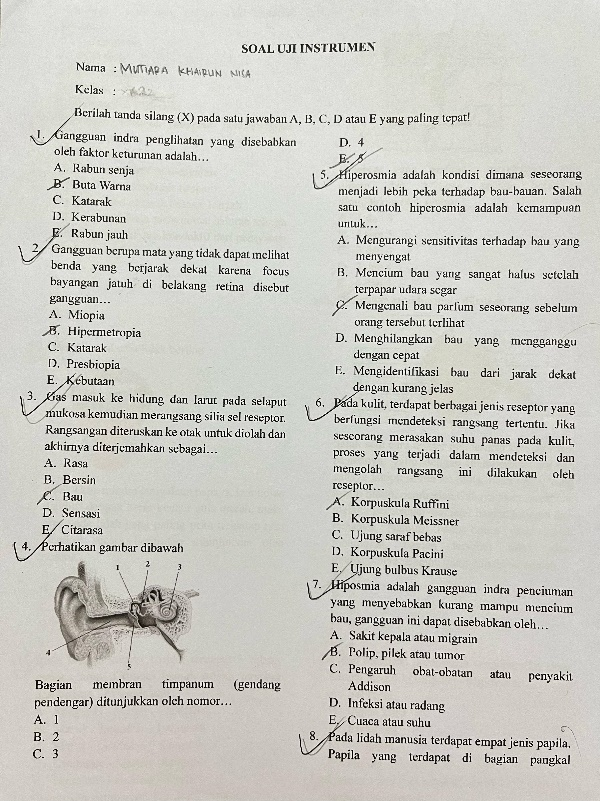 SOAL UJI INSTRUMEN
Nama : MUTIARA KHAIRUN NISA
Kelas :
Berilah tanda silang (X) pada satu jawaban A, B, C, D atau E yang paling tepat!
1. Gangguan indra penglihatan yang disebabkan
oleh faktor keturunan adalah…
A. Rabun senja
B. Buta Warna
C. Katarak
D. Kerabunan
E. Rabun jauh
2. Gangguan berupa mata yang tidak dapat melihat
benda yang berjarak dekat karena focus
bayangan jatuh di belakang retina disebut
gangguan…
A. Miopia
B. Hipermetropia
C. Katarak
D. Presbiopia
E. Kebutaan
3. Gas masuk ke hidung dan larut pada selaput
mukosa kemudian merangsang silia sel reseptor.
Rangsangan diteruskan ke otak untuk diolah dan
akhirnya diterjemahkan sebagai…
A. Rasa
B. Bersin
C. Bau
D. Sensasi
E. Citarasa
4. Perhatikan gambar dibawah
1 2 3
4
5
Bagian membran timpanum (gendang
pendengar) ditunjukkan oleh nomor…
A. 1
B. 2
C. 3
D. 4
E. 5
5. Hiperosmia adalah kondisi dimana seseorang
menjadi lebih peka terhadap bau-bauan. Salah
satu contoh hiperosmia adalah kemampuan
untuk…
A. Mengurangi sensitivitas terhadap bau yang
menyengat
B. Mencium bau yang sangat halus setelah
terpapar udara segar
C. Mengenali bau parfum seseorang sebelum
orang tersebut terlihat
D. Menghilangkan bau yang mengganggu
dengan cepat
E. Mengidentifikasi bau dari jarak dekat
dengan kurang jelas
6. Pada kulit, terdapat berbagai jenis reseptor yang
berfungsi mendeteksi rangsang tertentu. Jika
seseorang merasakan suhu panas pada kulit,
proses yang terjadi dalam mendeteksi dan
mengolah rangsang ini dilakukan oleh
reseptor…
A. Korpuskula Ruffini
B. Korpuskula Meissner
C. Ujung saraf bebas
D. Korpuskula Pacini
E. Ujung bulbus Krause
7. Hiposmia adalah gangguan indra penciuman
yang menyebabkan kurang mampu mencium
bau, gangguan ini dapat disebabkan oleh…
A. Sakit kepala atau migrain
B. Polip, pilek atau tumor
C. Pengaruh obat-obatan atau penyakit
Addison
D. Infeksi atau radang
E. Cuaca atau suhu
8. Pada lidah manusia terdapat empat jenis papila.
Papila yang terdapat di bagian pangkal